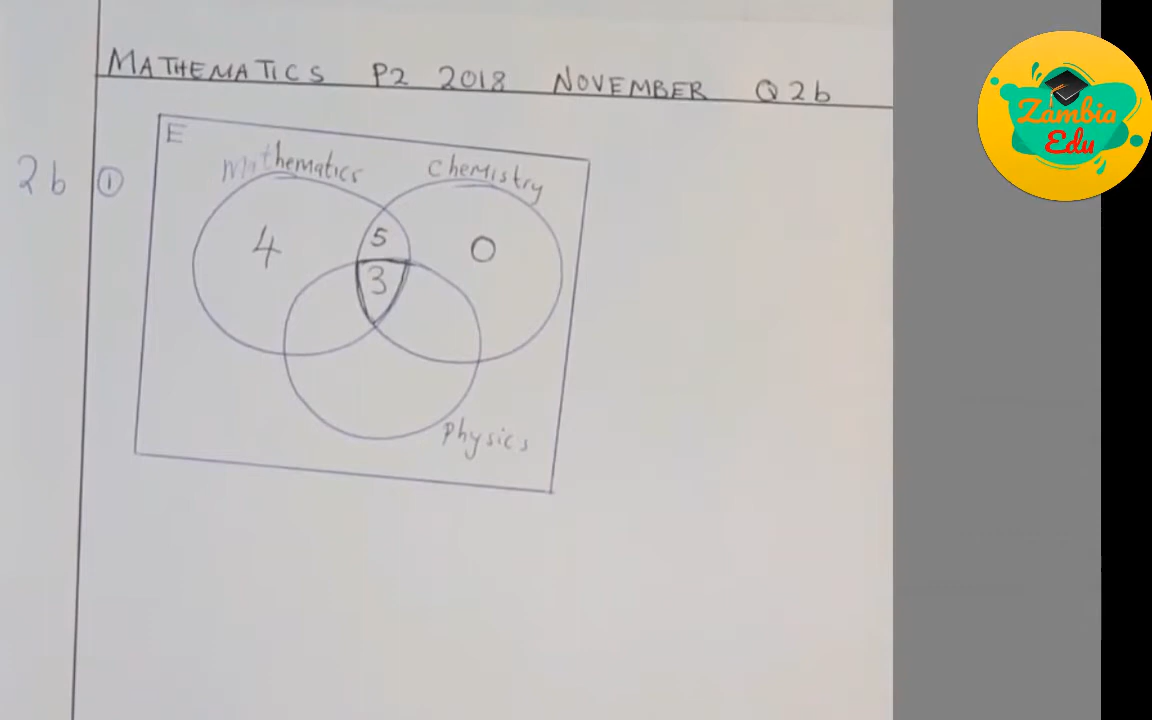 MATHEMATICS P2 2018 NOVEMBER Q2b
2b ①
E
Mathematics
Chemistry
4
5
0
3
Physics
Zambia
Edu